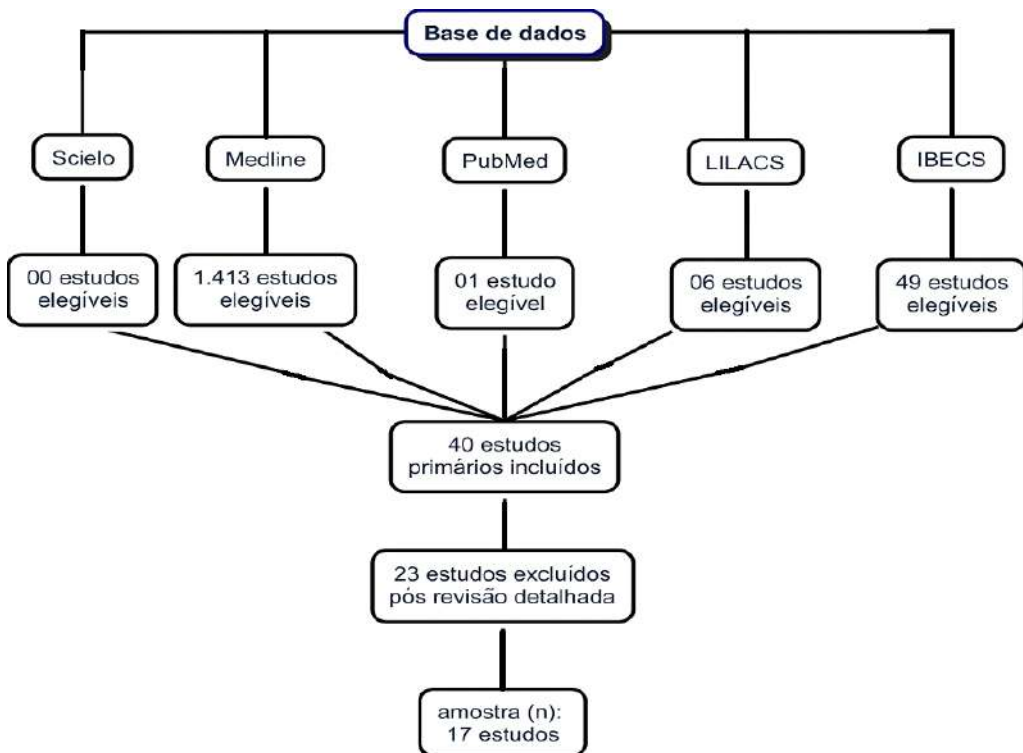 Base de dados
Scielo
Medline
PubMed
LILACS
IBECS
00 estudos
elegíveis
1.413 estudos
elegíveis
01 estudo
elegível
06 estudos
elegíveis
49 estudos
elegíveis
40 estudos
primários incluídos
23 estudos excluídos
pós revisão detalhada
amostra (n):
17 estudos